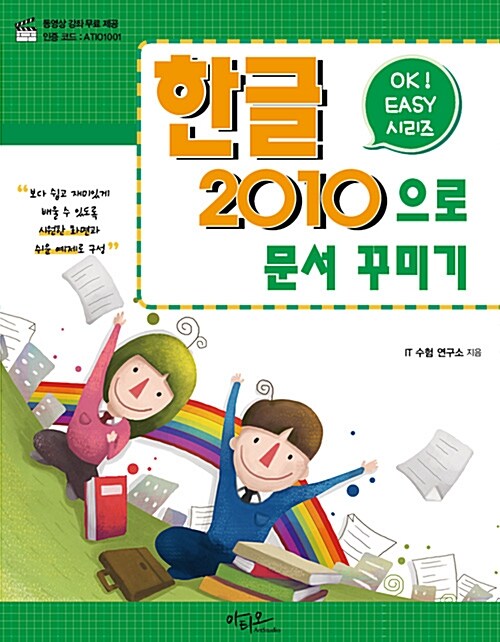 동영상 강좌 무료 제공
인증 코드 : ATIO1001
OK!
EASY
시리즈
한글
2010으로
문서 꾸미기
“보다 쉽고 재미있게
배울 수 있도록
시원한 화면과
쉬운 예제로 구성”
IT 수험 연구소 지음
아티오
ArtStudio